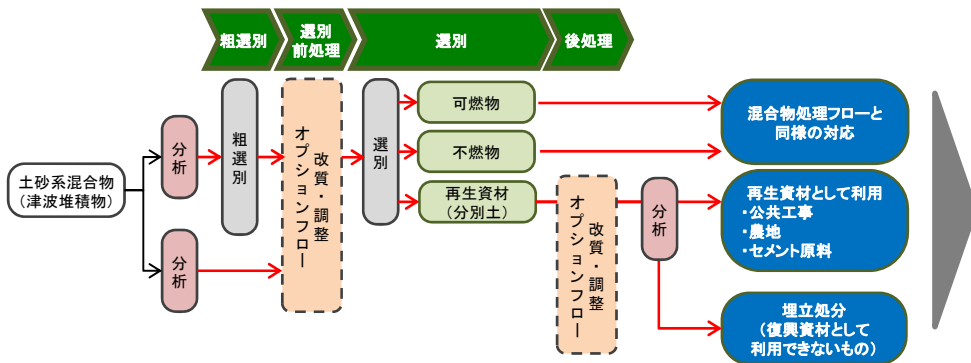 粗選別
選別
前処理
選別
後処理
土砂系混合物
(津波堆積物)
分析
分析
粗選別
改質・調整
オプションフロー
選別
可燃物
不燃物
再生資材
(分別土)
改質・調整
オプションフロー
分析
混合物処理フローと
同様の対応
再生資材として利用
・公共工事
・農地
・セメント原料
埋立処分
(復興資材として
利用できないもの)